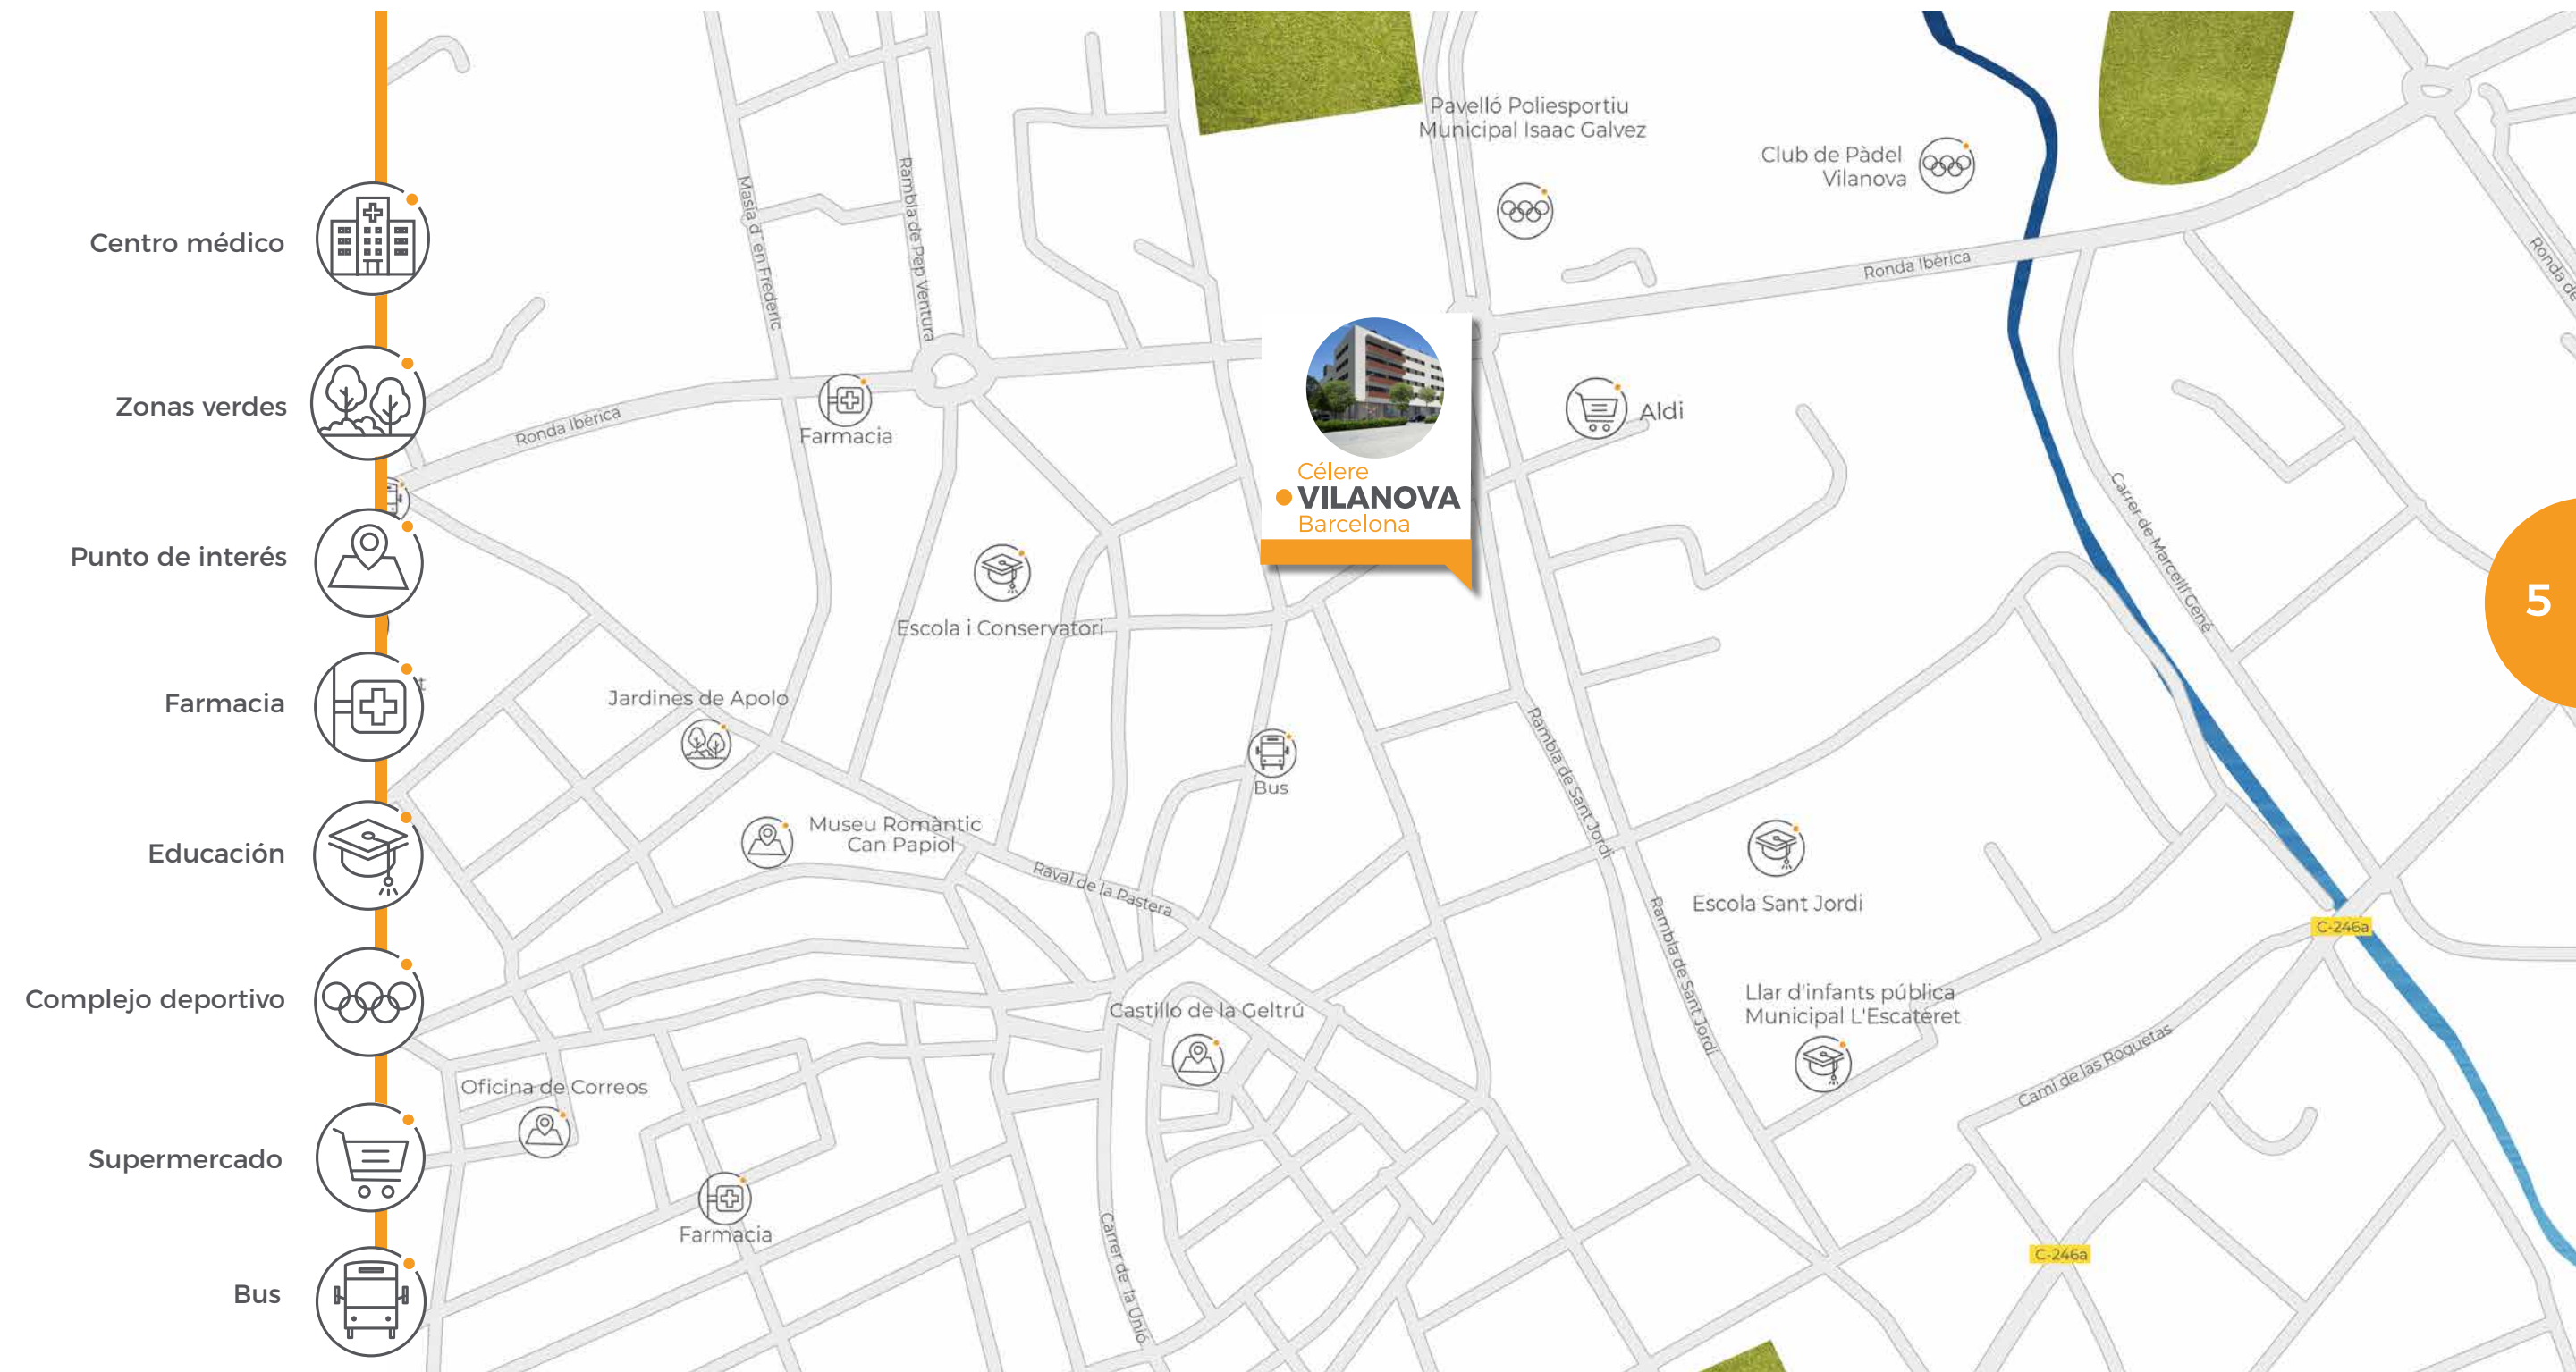 Centro médico
Zonas verdes
Punto de interés
Farmacia
Educación
Complejo deportivo
Supermercado
Bus
Pavelló Poliesportiu
Municipal Isaac Galvez
Club de Pàdel
Vilanova
Masia d´en Frederic
Rambla de Pep Ventura
Ronda Ibèrica
Ronda de
Ronda Ibèrica
Farmacia
Célere
VILANOVA
Barcelona
Aldi
Carrer de Marcel·lí Gené
5
Escola i Conservatori
Jardines de Apolo
Bus
Rambla de Sant Jordi
Museu Romàntic
Can Papiol
Raval de la Pastera
Escola Sant Jordi
Rambla de Sant Jordi
C-246a
Llar d'infants pública
Municipal L'Escateret
Castillo de la Geltrú
Camí de las Roquetas
Oficina de Correos
Farmacia
Carrer de la Unió
C-246a